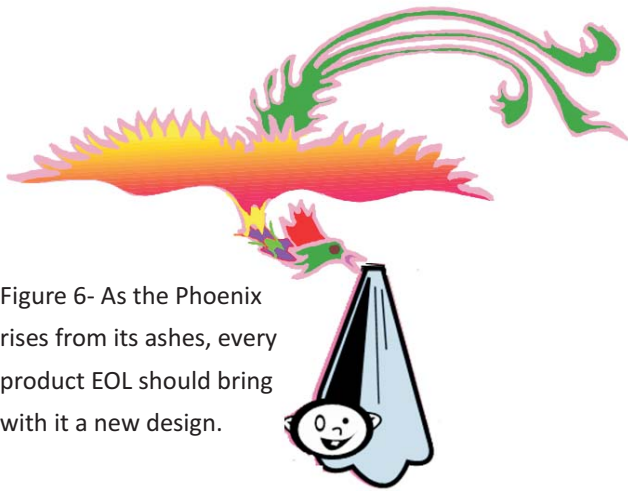 Figure 6- As the Phoenix
rises from its ashes, every
product EOL should bring
with it a new design.